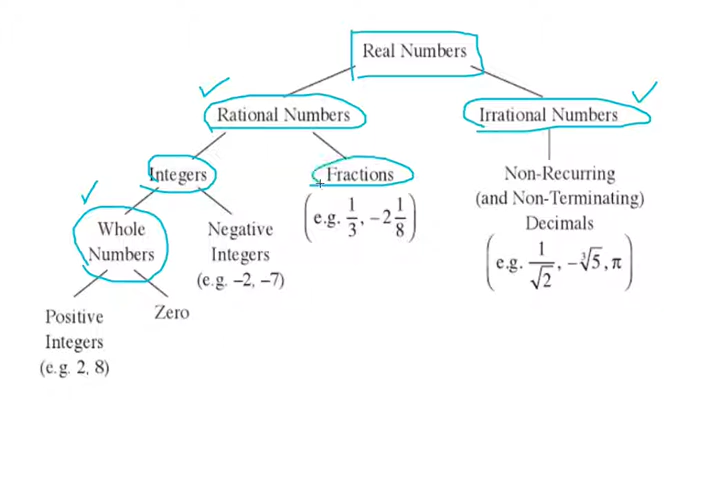 Real Numbers
Rational Numbers
Irrational Numbers
Integers
Fractions
(e.g. 1/3, −2 1/8)
Non-Recurring
(and Non-Terminating)
Decimals
(e.g. 1/√2, −∛5, π)
Whole
Numbers
Negative
Integers
(e.g. −2, −7)
Positive
Integers
(e.g. 2, 8)
Zero